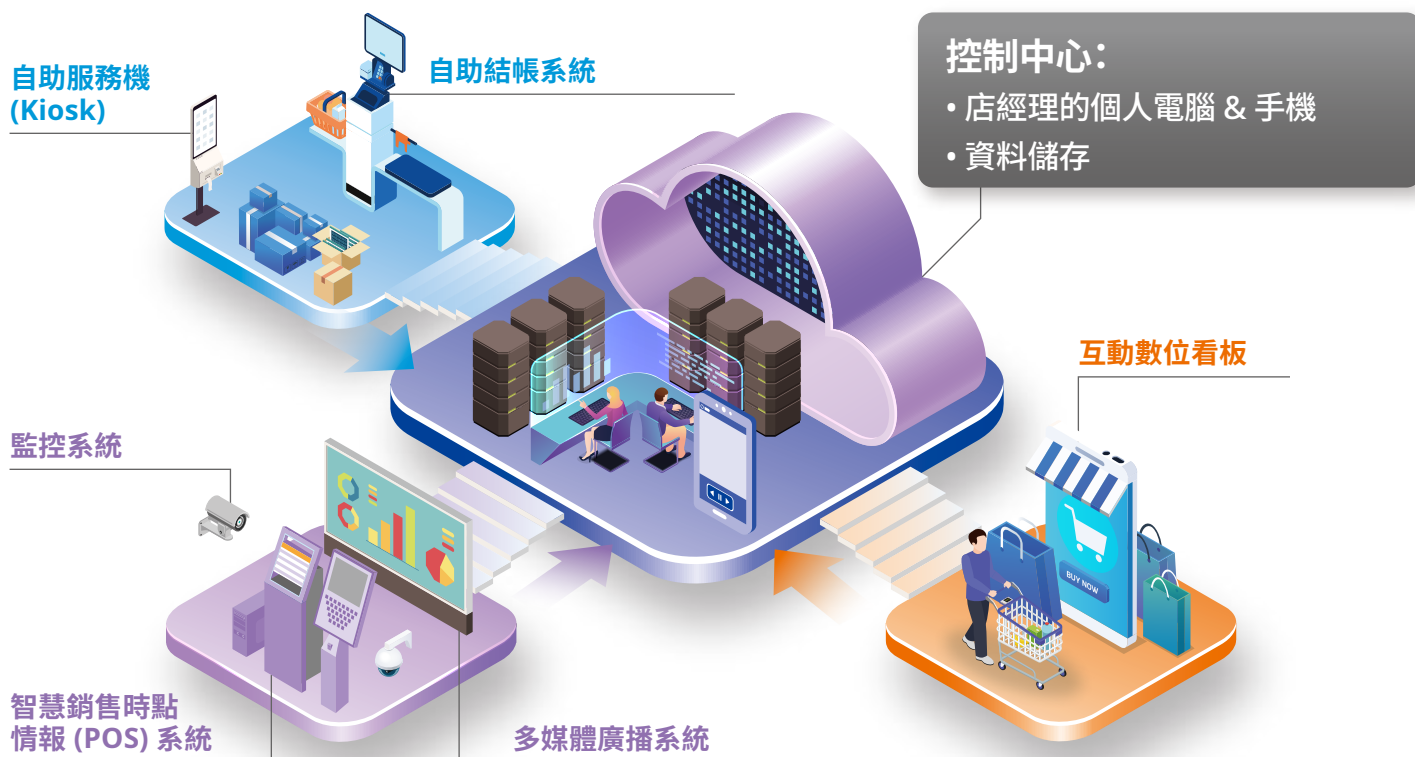 自助服務機
(Kiosk)
自助結帳系統
控制中心：
• 店經理的個人電腦 & 手機
• 資料儲存
互動數位看板
監控系統
BUY NOW
智慧銷售時點
情報 (POS) 系統
多媒體廣播系統